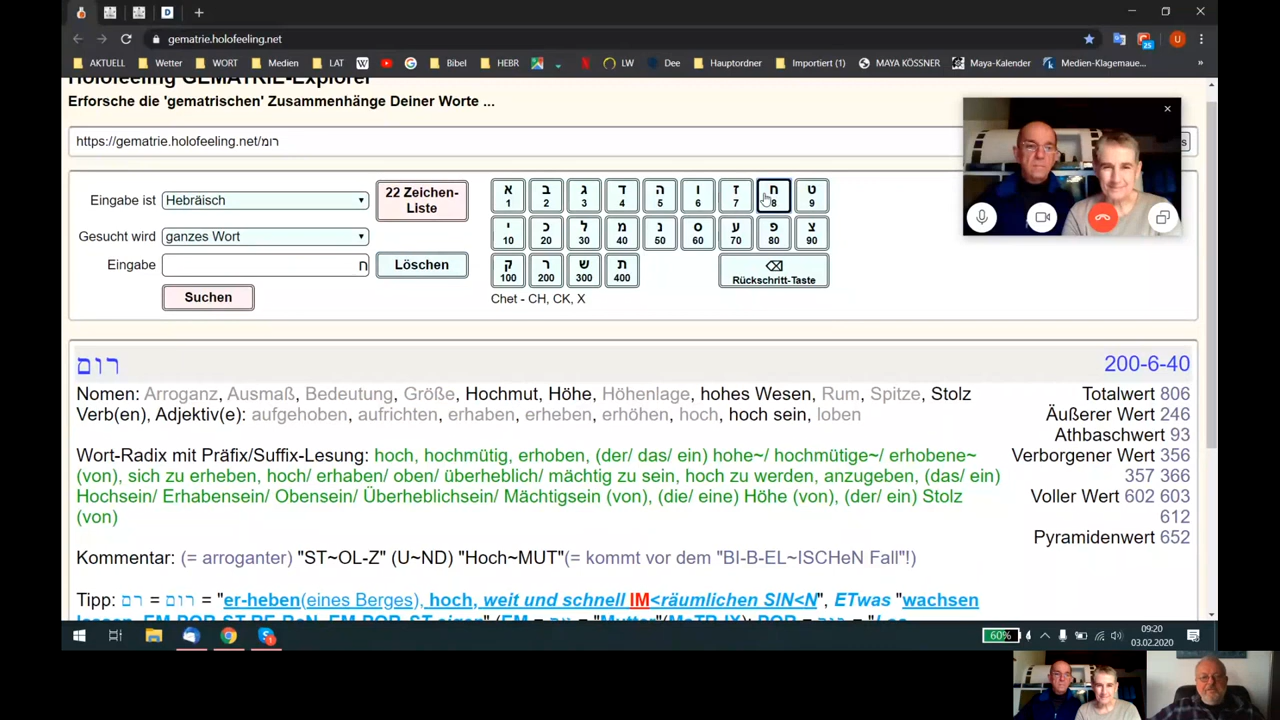 gematrie.holofeeling.net
25
U
AKTUELL Wetter WORT Medien LAT Bibel HEBR LW Dee Hauptordner Importiert (1) MAYA KÖSSNER Maya-Kalender Medien-Klagemaue... »
Hololfeeling GEMATRIE-Explorer
Erforsche die 'gematrischen' Zusammenhänge Deiner Worte ...
https://gematrie.holofeeling.net/רומ
s
Eingabe ist Hebräisch
22 Zeichen-Liste
Gesucht wird ganzes Wort
Eingabe ח
Löschen
Suchen
א ב ג ד ה ו ז ח ט
1 2 3 4 5 6 7 8 9
י כ ל מ נ ס ע פ צ
10 20 30 40 50 60 70 80 90
ק ר ש ת
100 200 300 400
Rückschritt-Taste
Chet - CH, CK, X
רום 200-6-40
Nomen: Arroganz, Ausmaß, Bedeutung, Größe, Hochmut, Höhe, Höhenlage, hohes Wesen, Rum, Spitze, Stolz
Verb(en), Adjektiv(e): aufgehoben, aufrichten, erhaben, erheben, erhöhen, hoch, hoch sein, loben
Wort-Radix mit Präfix/Suffix-Lesung: hoch, hochmütig, erhoben, (der/ das/ ein) hohe~/ hochmütige~/ erhobene~
(von), sich zu erheben, hoch/ erhaben/ oben/ überheblich/ mächtig zu sein, hoch zu werden, anzugeben, (das/ ein)
Hochsein/ Erhabensein/ Obensein/ Überheblichsein/ Mächtigsein (von), (die/ eine) Höhe (von), (der/ ein) Stolz
(von)
Kommentar: (= arroganter) "ST~OL-Z" (U~ND) "Hoch~MUT"(= kommt vor dem "BI-B-EL~ISCHeN Fall"!)
Tipp: רם = רום = "er-heben(eines Berges), hoch, weit und schnell IM<räumlichen SIN<N", ETwas "wachsen
Totalwert 806
Äußerer Wert 246
Athbaschwert 93
Verborgener Wert 356
357 366
Voller Wert 602 603
612
Pyramidenwert 652
60%
09:20
03.02.2020